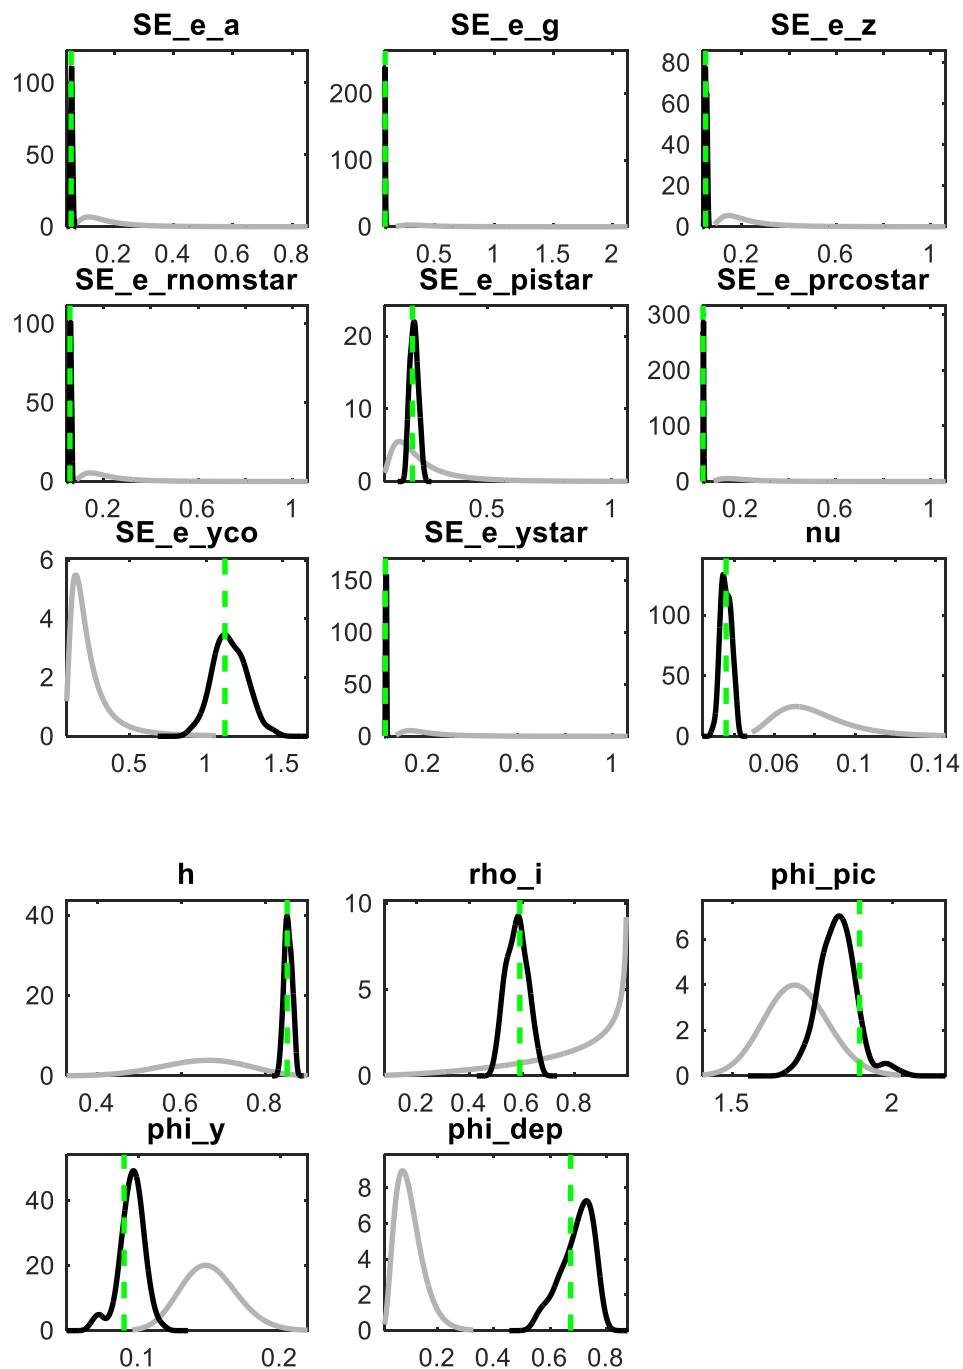 SE_e_a SE_e_g SE_e_z
100 50 0 200 100 0 80 60 40 20 0
0.2 0.4 0.6 0.8 0.5 1 1.5 2 0.2 0.6 1
SE_e_rnomstar SE_e_pistar SE_e_prcostar
100 50 0 20 10 0 300 200 100 0
0.2 0.6 1 0.5 1 0.2 0.6 1
SE_e_yco SE_e_ystar nu
6 4 2 0 150 100 50 0 100 50 0
0.5 1 1.5 0.2 0.6 1 0.06 0.1 0.14
h rho_i phi_pic
40 20 0 10 5 0 6 4 2 0
0.4 0.6 0.8 0.2 0.4 0.6 0.8 1.5 2
phi_y phi_dep
40 20 0 8 6 4 2 0
0.1 0.2 0.2 0.4 0.6 0.8